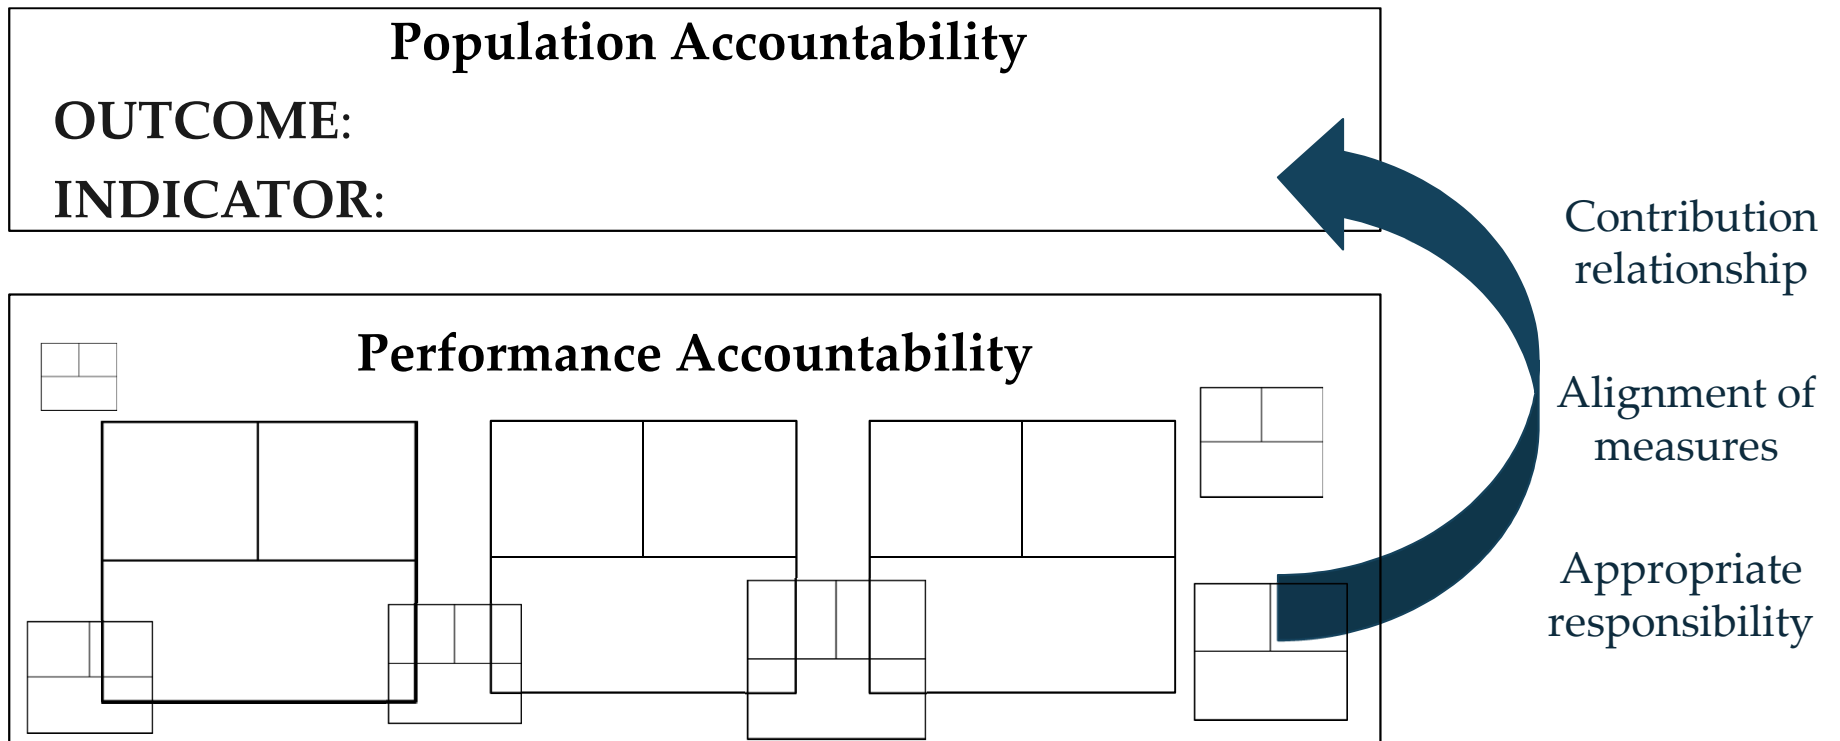 Population Accountability
OUTCOME:
INDICATOR:
Contribution
relationship
Performance Accountability
Alignment of
measures
Appropriate
responsibility